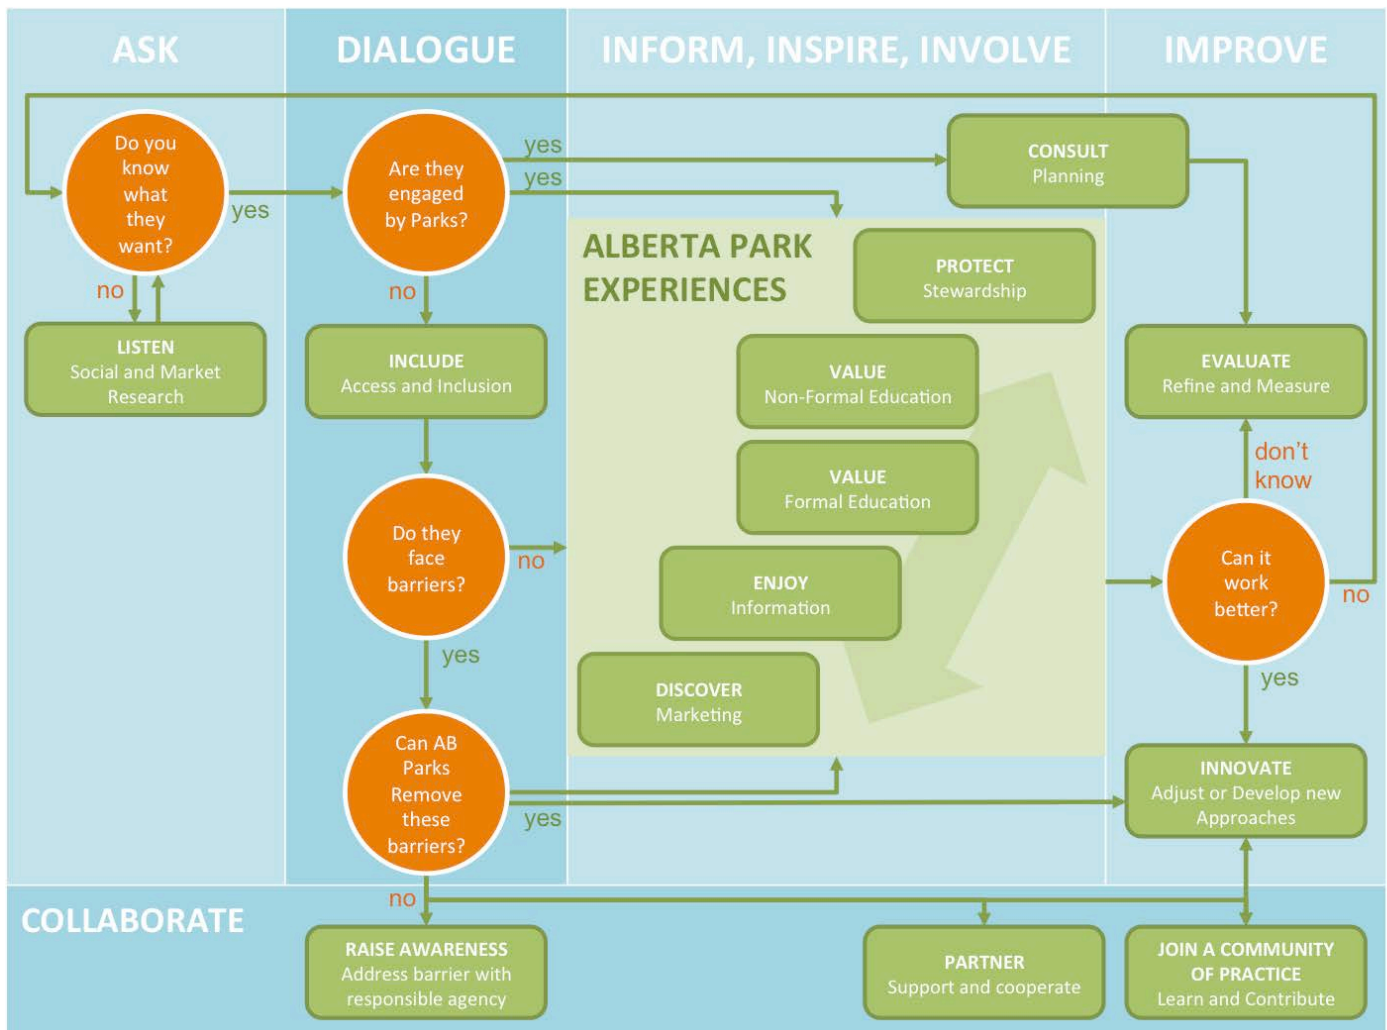 ASK
DIALOGUE
INFORM, INSPIRE, INVOLVE
IMPROVE
Do you
know
what
they
want?
yes
no
LISTEN
Social and Market
Research
Are they
engaged
by Parks?
yes
yes
no
INCLUDE
Access and Inclusion
Do they
face
barriers?
no
yes
Can AB
Parks
Remove
these
barriers?
yes
no
CONSULT
Planning
ALBERTA PARK
EXPERIENCES
PROTECT
Stewardship
VALUE
Non-Formal Education
VALUE
Formal Education
ENJOY
Information
DISCOVER
Marketing
EVALUATE
Refine and Measure
don't
know
Can it
work
better?
no
yes
INNOVATE
Adjust or Develop new
Approaches
COLLABORATE
RAISE AWARENESS
Address barrier with
responsible agency
PARTNER
Support and cooperate
JOIN A COMMUNITY
OF PRACTICE
Learn and Contribute